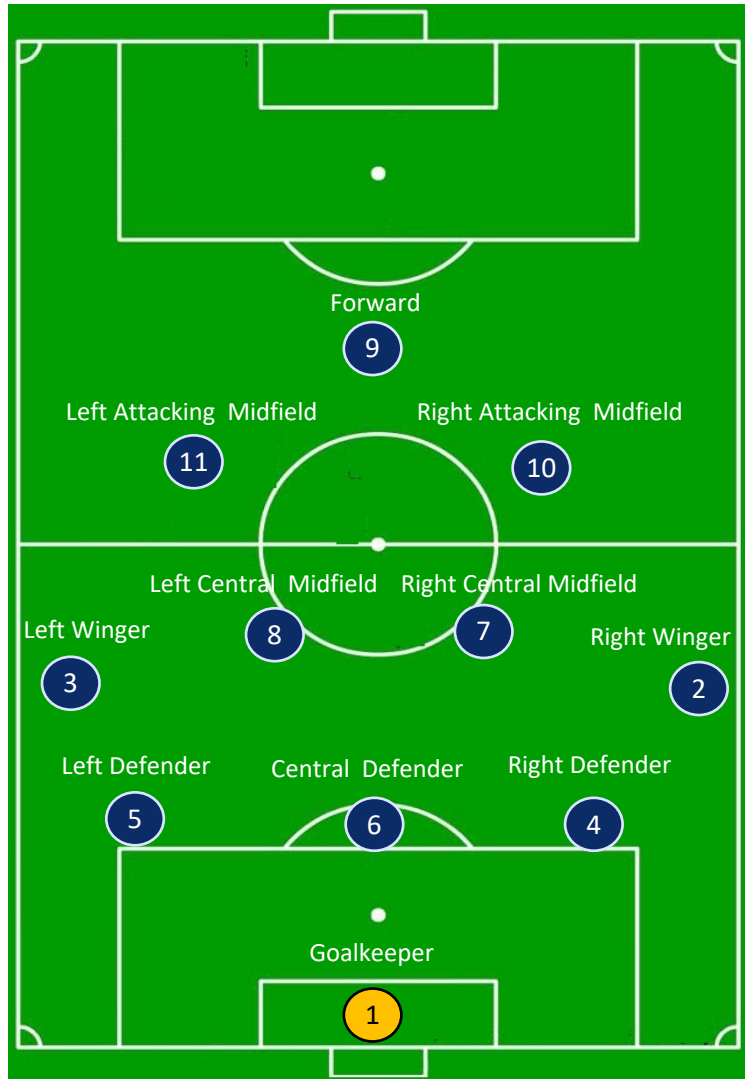 Forward
9
Left Attacking Midfield
Right Attacking Midfield
11
10
Left Central Midfield
Right Central Midfield
Left Winger
8
7
Right Winger
3
2
Left Defender
Central Defender
Right Defender
5
6
4
Goalkeeper
1